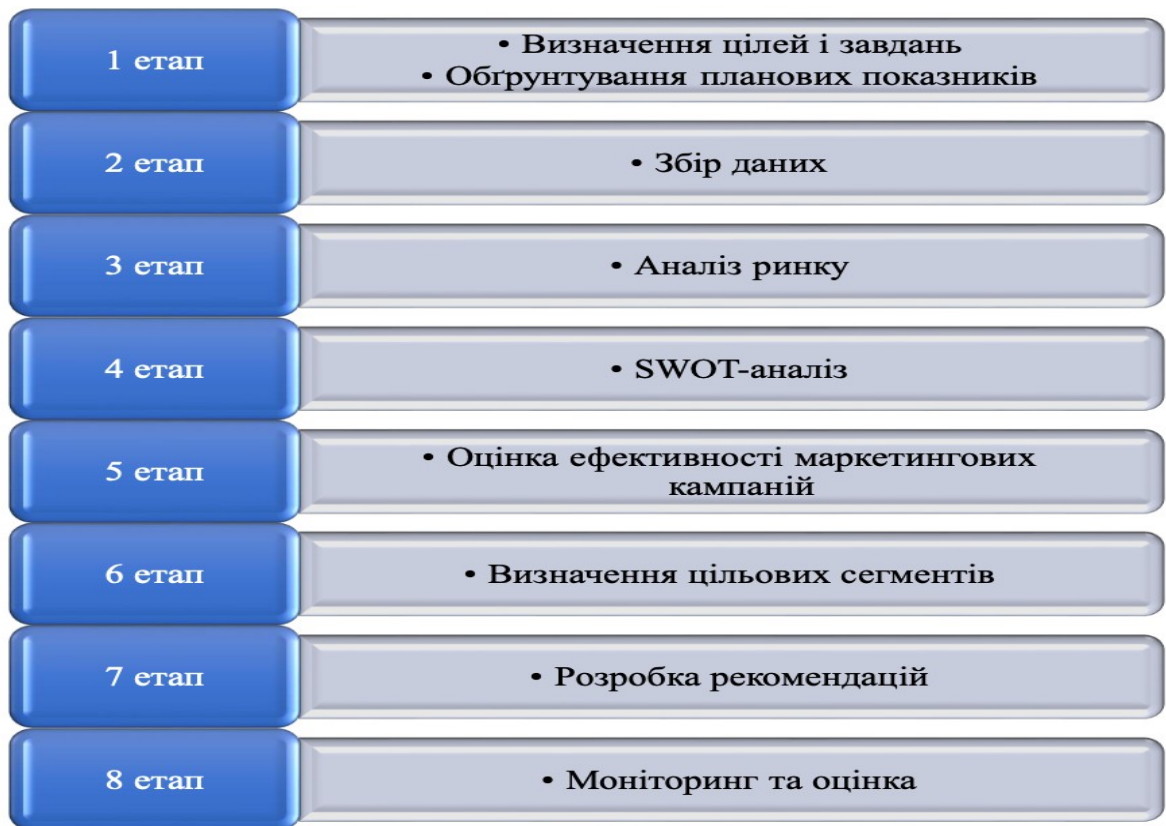 1 етап
• Визначення цілей і завдань
• Обґрунтування планових показників
2 етап
• Збір даних
3 етап
• Аналіз ринку
4 етап
• SWOT-аналіз
5 етап
• Оцінка ефективності маркетингових
кампаній
6 етап
• Визначення цільових сегментів
7 етап
• Розробка рекомендацій
8 етап
• Моніторинг та оцінка